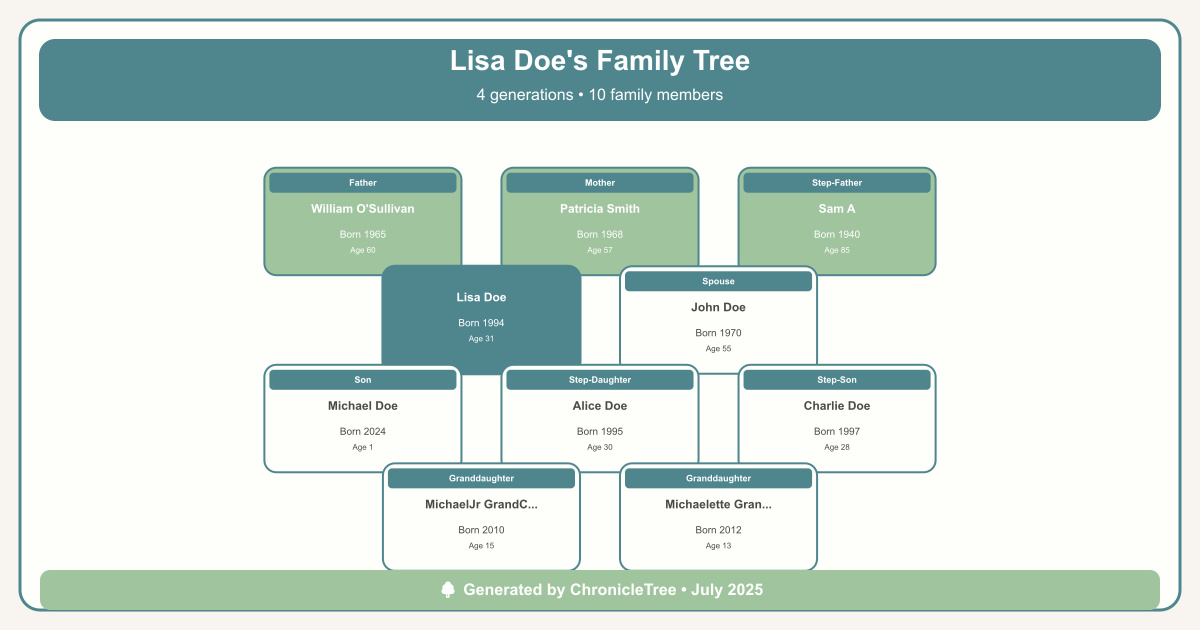 Lisa Doe's Family Tree
4 generations • 10 family members
Father
William O'Sullivan
Born 1965
Age 60
Mother
Patricia Smith
Born 1968
Age 57
Step-Father
Sam A
Born 1940
Age 85
Lisa Doe
Born 1994
Age 31
Spouse
John Doe
Born 1970
Age 55
Son
Michael Doe
Born 2024
Age 1
Step-Daughter
Alice Doe
Born 1995
Age 30
Step-Son
Charlie Doe
Born 1997
Age 28
Granddaughter
MichaelJr GrandC...
Born 2010
Age 15
Granddaughter
Michaelette Gran...
Born 2012
Age 13
Generated by ChronicleTree • July 2025